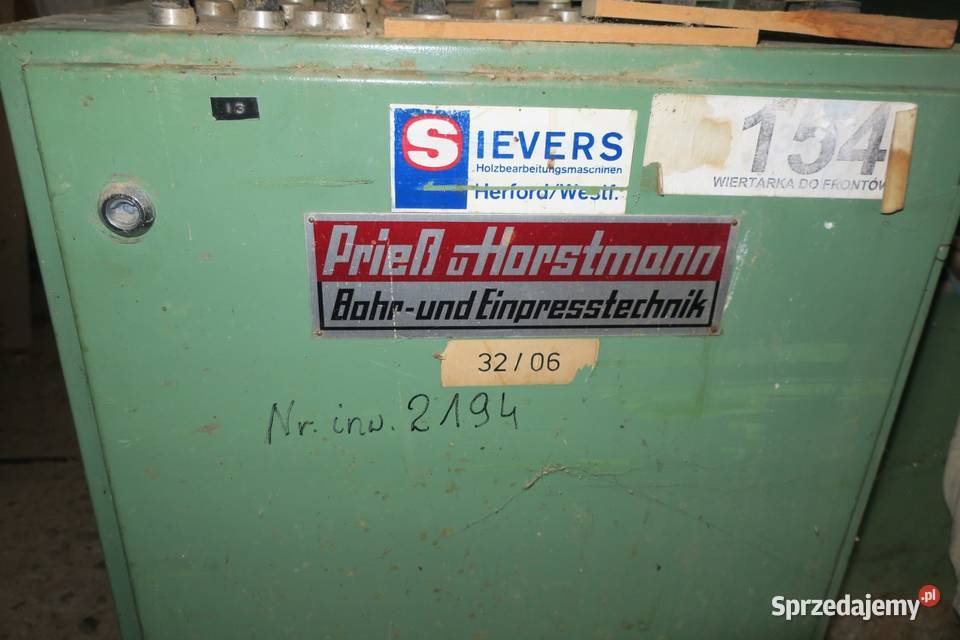 13
SIEVERS
Holzbearbeitungsmaschinen
Herford/Westf.
154
WIERTARKA DO FRONTÓW
Prieß u Horstmann
Bohr-und Einpresstechnik
32/06
Nr. inw. 2194
Sprzedajemy.pl